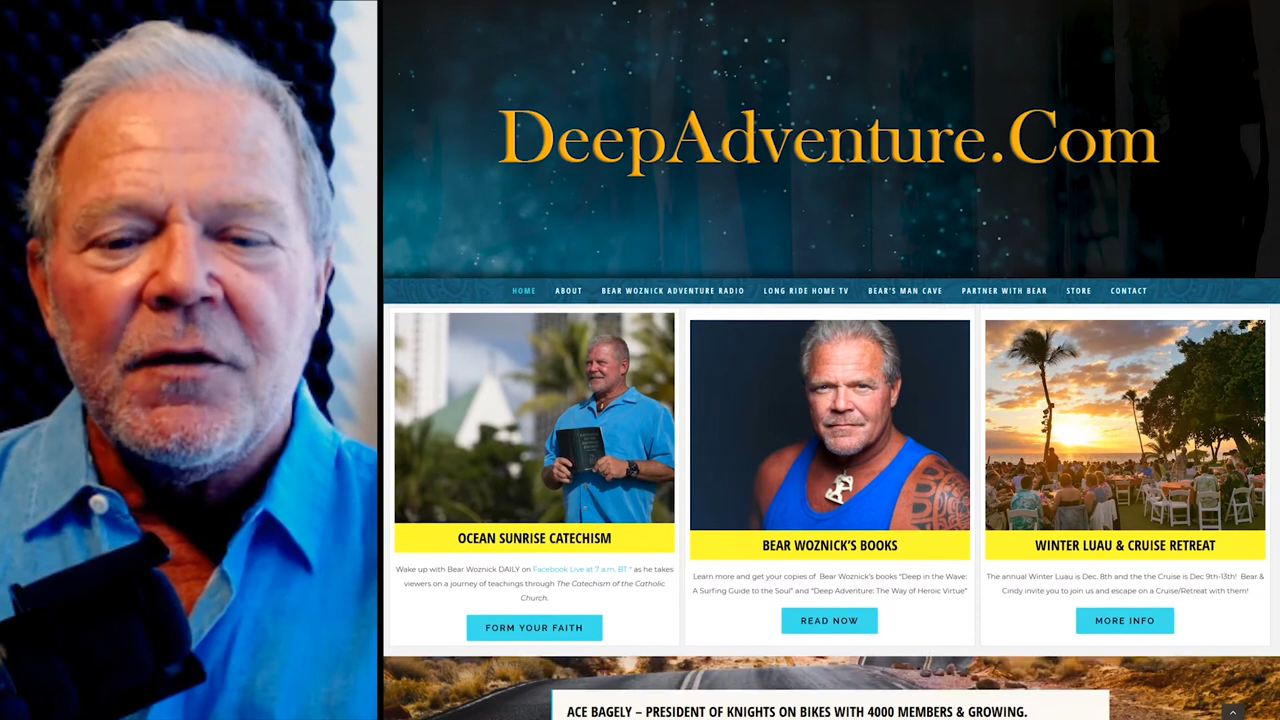 DeepAdventure.Com
HOME ABOUT BEAR WOZNICK ADVENTURE RADIO LONG RIDE HOME TV BEAR'S MAN CAVE PARTNER WITH BEAR STORE CONTACT
OCEAN SUNRISE CATECHISM
Wake up with Bear Woznick DAILY on Facebook Live at 7 a.m. BT * as he takes
viewers on a journey of teachings through The Catechism of the Catholic
Church.
FORM YOUR FAITH
BEAR WOZNICK'S BOOKS
Learn more and get your copies of Bear Woznick's books "Deep in the Wave:
A Surfing Guide to the Soul" and "Deep Adventure: The Way of Heroic Virtue"
READ NOW
WINTER LUAU & CRUISE RETREAT
The annual Winter Luau is Dec. 8th and the the Cruise is Dec 9th-13th! Bear &
Cindy invite you to join us and escape on a Cruise/Retreat with them!
MORE INFO
ACE BAGELY – PRESIDENT OF KNIGHTS ON BIKES WITH 4000 MEMBERS & GROWING.